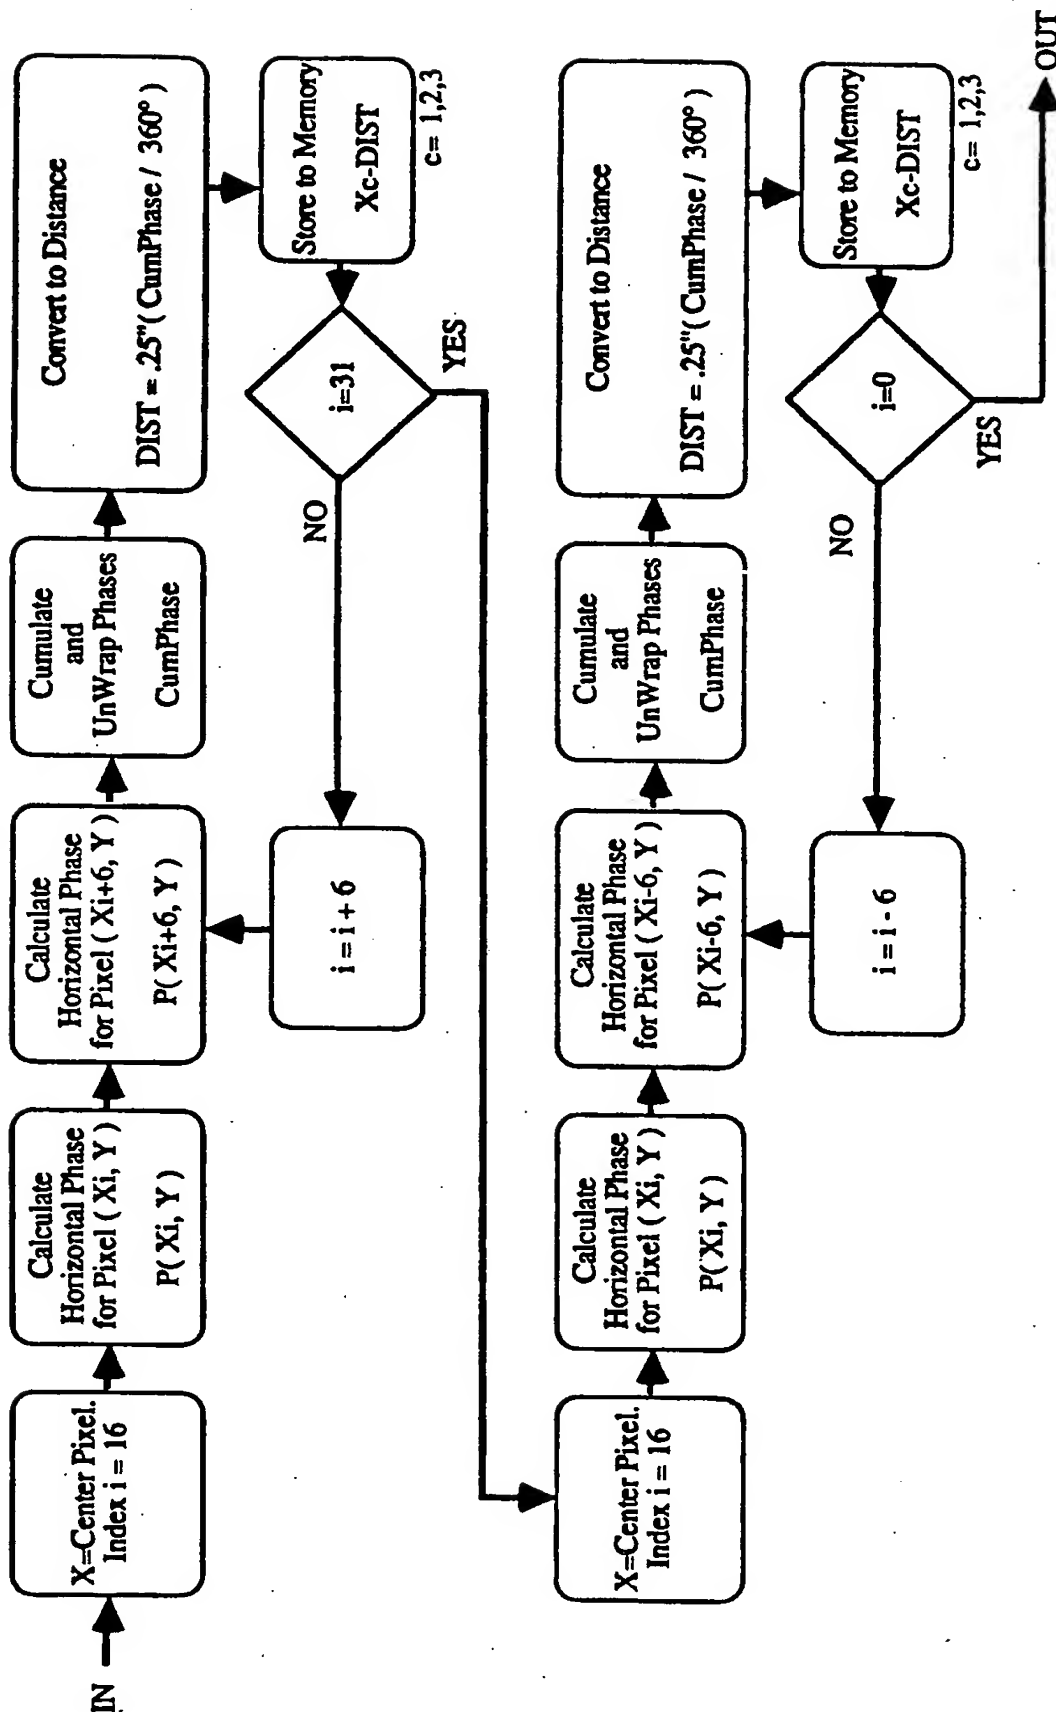 IN
X=Center Pixel.
Index i = 16
Calculate
Horizontal Phase
for Pixel ( Xi, Y )
P( Xi, Y )
Calculate
Horizontal Phase
for Pixel ( Xi+6, Y )
P( Xi+6, Y )
Cumulate
and
UnWrap Phases
CumPhase
Convert to Distance
DIST = .25"( CumPhase / 360° )
Store to Memory
Xc-DIST
c= 1,2,3
i=31
YES
NO
i = i + 6
X=Center Pixel.
Index i = 16
Calculate
Horizontal Phase
for Pixel ( Xi, Y )
P( Xi, Y )
Calculate
Horizontal Phase
for Pixel ( Xi-6, Y )
P( Xi-6, Y )
Cumulate
and
UnWrap Phases
CumPhase
Convert to Distance
DIST = .25"( CumPhase / 360° )
Store to Memory
Xc-DIST
c= 1,2,3
i=0
YES
NO
i = i - 6
OUT